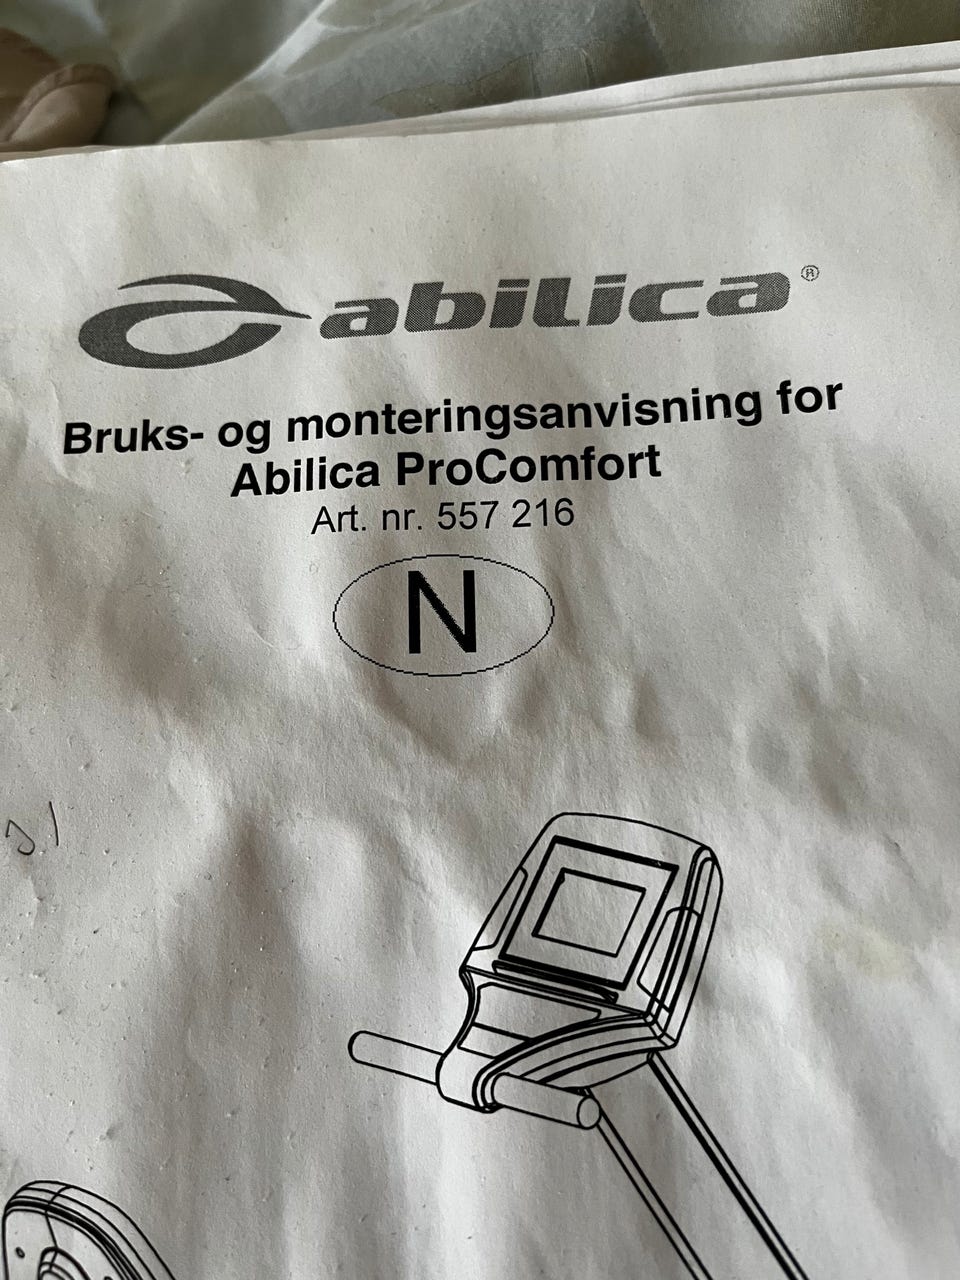 abilica®
Bruks- og monteringsanvisning for
Abilica ProComfort
Art. nr. 557 216
N